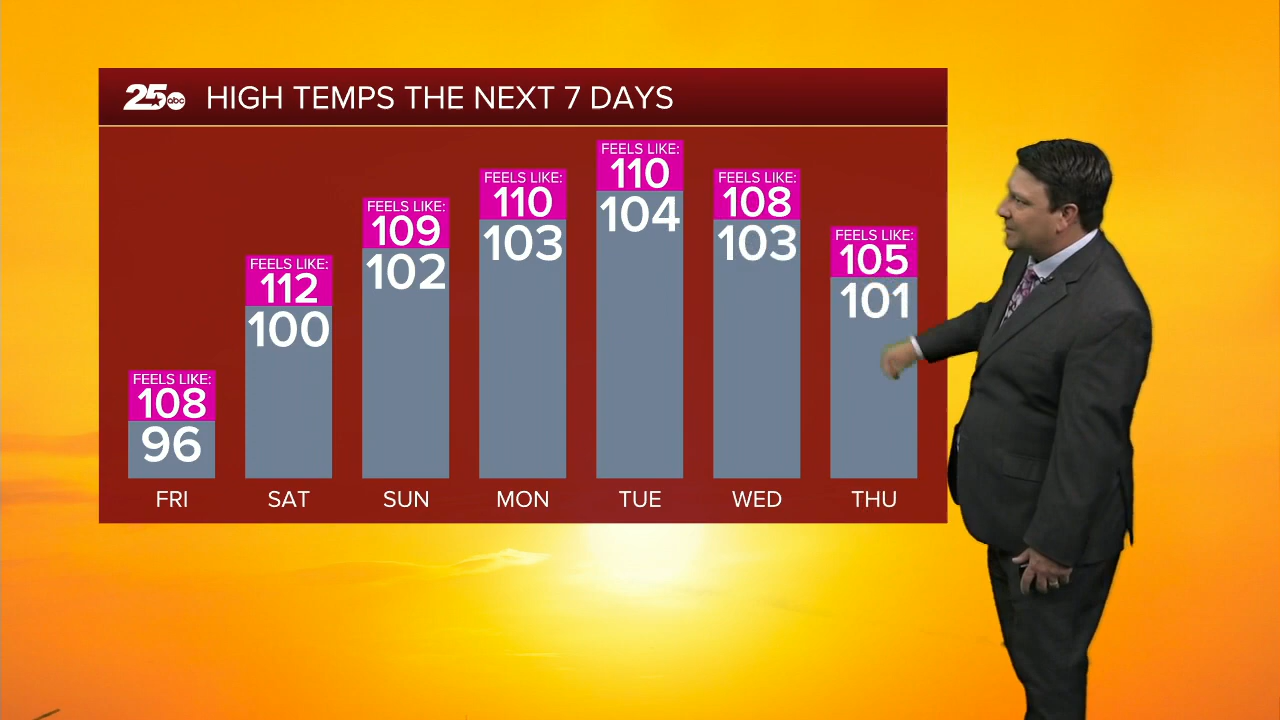 25 abc HIGH TEMPS THE NEXT 7 DAYS
FEELS LIKE:
108
96
FRI
FEELS LIKE:
112
100
SAT
FEELS LIKE:
109
102
SUN
FEELS LIKE:
110
103
MON
FEELS LIKE:
110
104
TUE
FEELS LIKE:
108
103
WED
FEELS LIKE:
105
101
THU